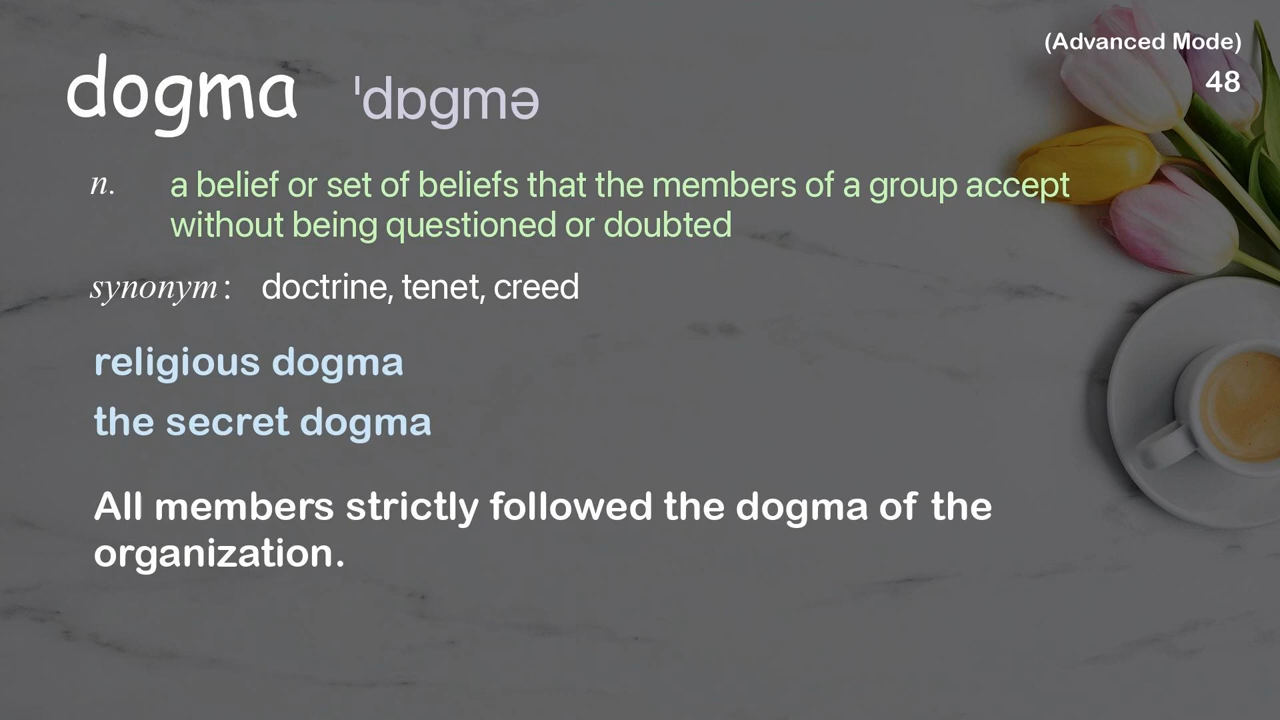 (Advanced Mode)
48
dogma ˈdɒgmə
n. a belief or set of beliefs that the members of a group accept
without being questioned or doubted
synonym : doctrine, tenet, creed
religious dogma
the secret dogma
All members strictly followed the dogma of the
organization.